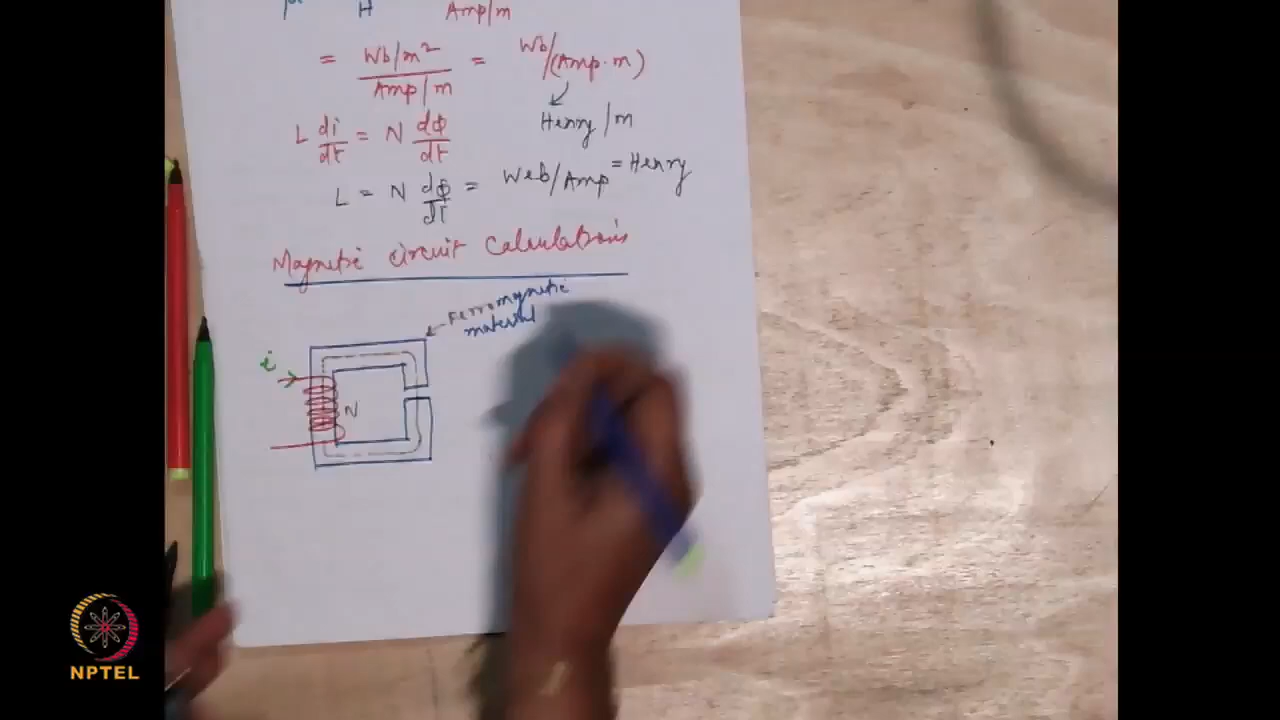 μ H Amp/m
= Wb/m² / Amp/m = Wb/(Amp·m)
Henry/m
L di/dt = N dφ/dt
L = N dφ/dt = Web/Amp = Henry
Magnetic circuit Calculations
Ferromagnetic
material
i
N
NPTEL